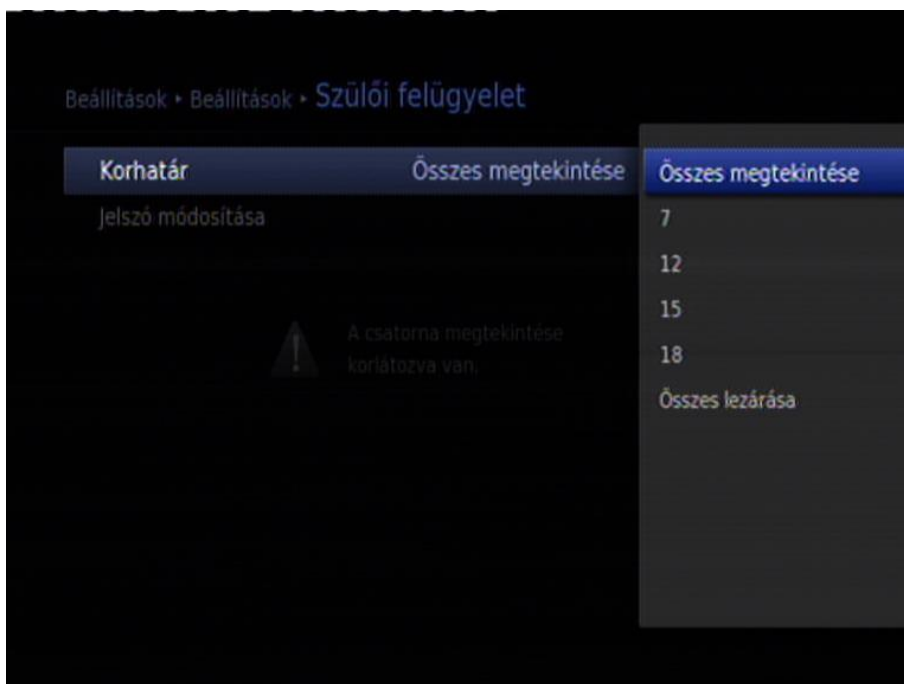 Beállítások ▸ Beállítások ▸ Szülői felügyelet
Korhatár Összes megtekintése
Jelszó módosítása
A csatorna megtekintése
korlátozva van.
Összes megtekintése
7
12
15
18
Összes lezárása